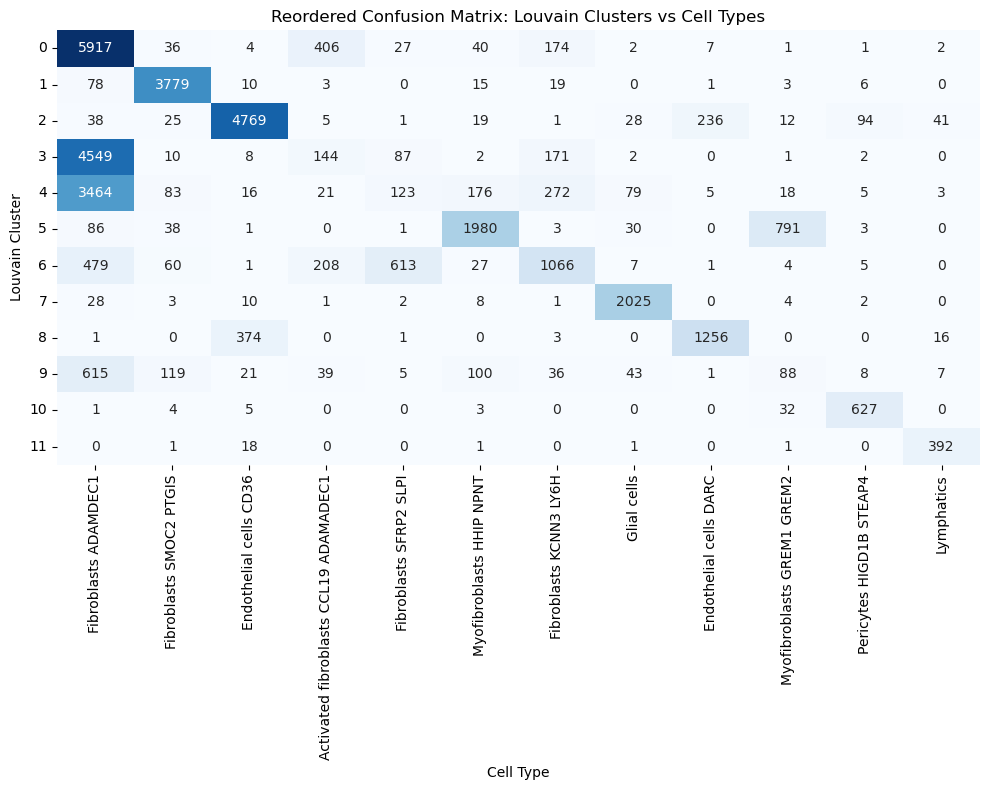 Reordered Confusion Matrix: Louvain Clusters vs Cell Types
Louvain Cluster
0 5917 36 4 406 27 40 174 2 7 1 1 2
1 78 3779 10 3 0 15 19 0 1 3 6 0
2 38 25 4769 5 1 19 1 28 236 12 94 41
3 4549 10 8 144 87 2 171 2 0 1 2 0
4 3464 83 16 21 123 176 272 79 5 18 5 3
5 86 38 1 0 1 1980 3 30 0 791 3 0
6 479 60 1 208 613 27 1066 7 1 4 5 0
7 28 3 10 1 2 8 1 2025 0 4 2 0
8 1 0 374 0 1 0 3 0 1256 0 0 16
9 615 119 21 39 5 100 36 43 1 88 8 7
10 1 4 5 0 0 3 0 0 0 32 627 0
11 0 1 18 0 0 1 0 1 0 1 0 392
Fibroblasts ADAMDEC1
Fibroblasts SMOC2 PTGIS
Endothelial cells CD36
Activated fibroblasts CCL19 ADAMADEC1
Fibroblasts SFRP2 SLPI
Myofibroblasts HHIP NPNT
Fibroblasts KCNN3 LY6H
Glial cells
Endothelial cells DARC
Myofibroblasts GREM1 GREM2
Pericytes HIGD1B STEAP4
Lymphatics
Cell Type